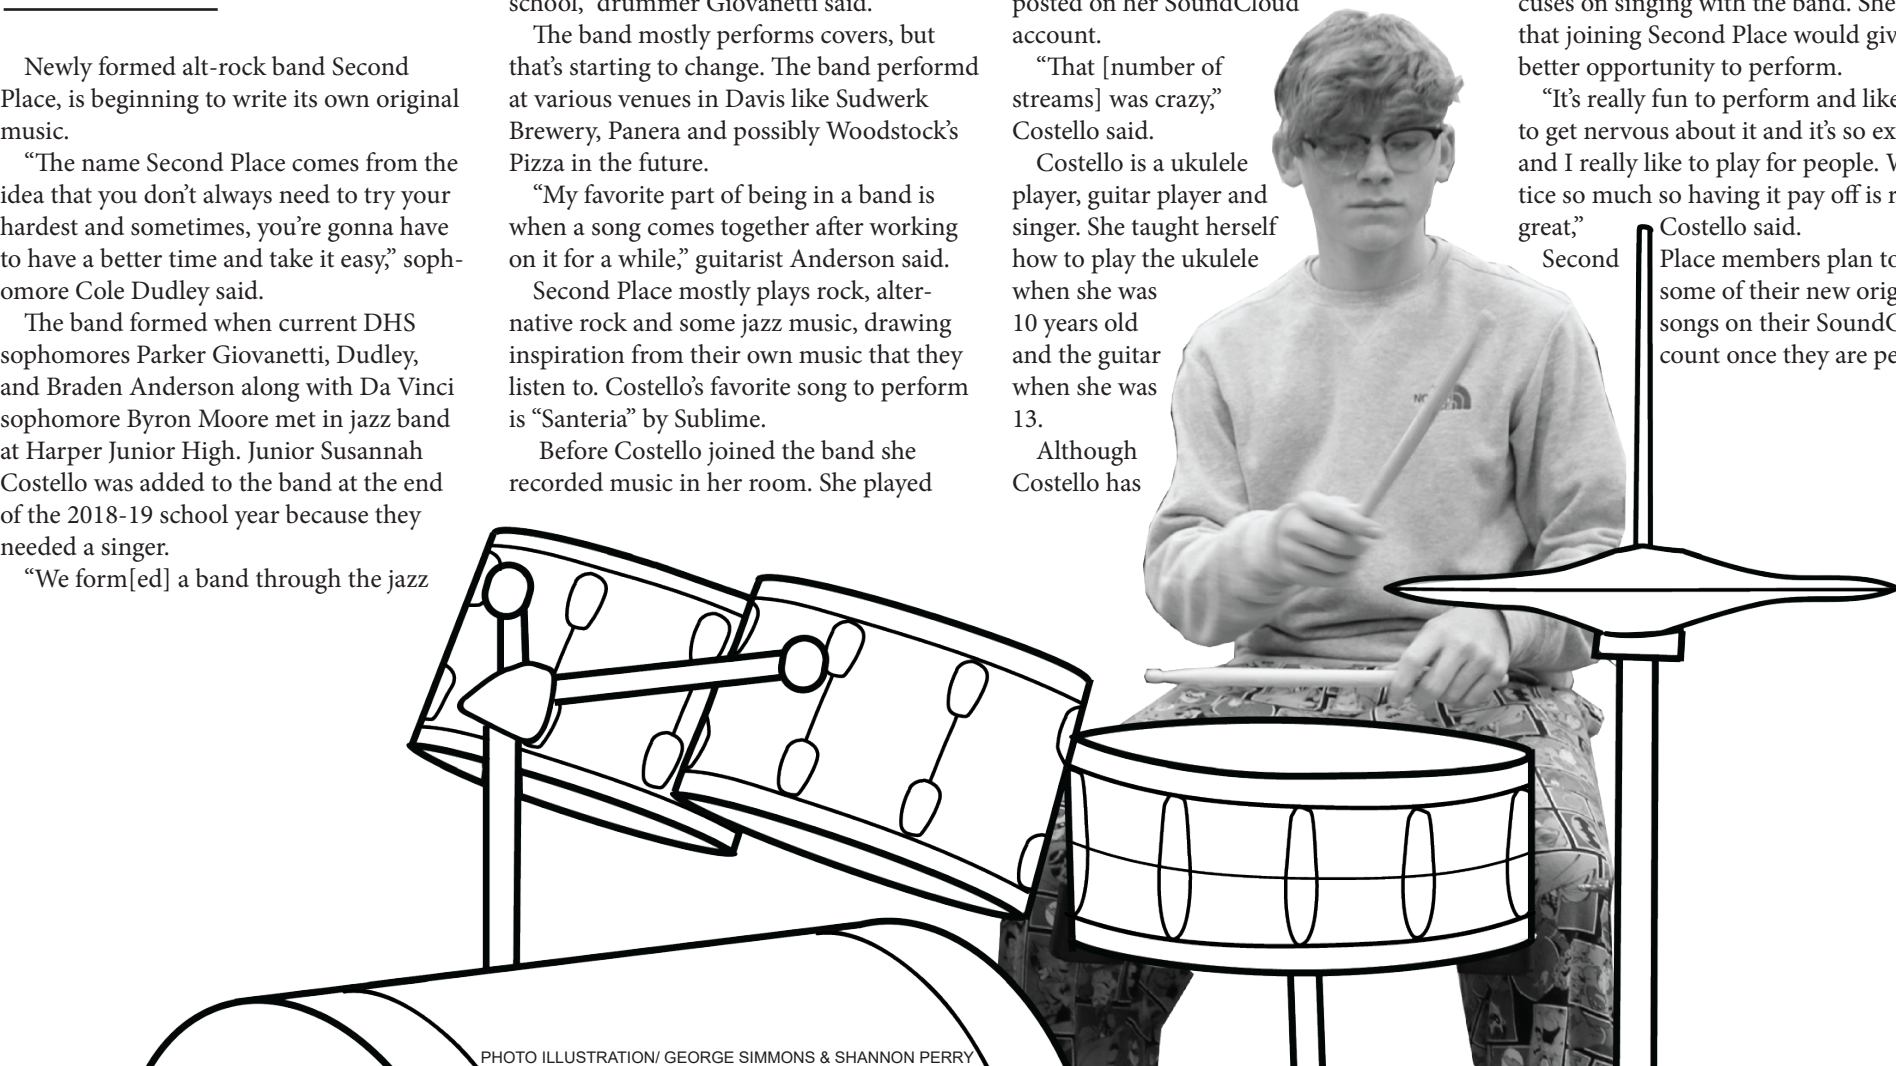 Newly formed alt-rock band Second
Place, is beginning to write its own original
music.
“The name Second Place comes from the
idea that you don’t always need to try your
hardest and sometimes, you’re gonna have
to have a better time and take it easy,” soph-
omore Cole Dudley said.
The band formed when current DHS
sophomores Parker Giovanetti, Dudley,
and Braden Anderson along with Da Vinci
sophomore Byron Moore met in jazz band
at Harper Junior High. Junior Susannah
Costello was added to the band at the end
of the 2018-19 school year because they
needed a singer.
“We form[ed] a band through the jazz
school,” drummer Giovanetti said.
The band mostly performs covers, but
that’s starting to change. The band performd
at various venues in Davis like Sudwerk
Brewery, Panera and possibly Woodstock’s
Pizza in the future.
“My favorite part of being in a band is
when a song comes together after working
on it for a while,” guitarist Anderson said.
Second Place mostly plays rock, alter-
native rock and some jazz music, drawing
inspiration from their own music that they
listen to. Costello’s favorite song to perform
is “Santeria” by Sublime.
Before Costello joined the band she
recorded music in her room. She played
posted on her SoundCloud
account.
“That [number of
streams] was crazy,”
Costello said.
Costello is a ukulele
player, guitar player and
singer. She taught herself
how to play the ukulele
when she was
10 years old
and the guitar
when she was
13.
Although
Costello has
cuses on singing with the band. She
that joining Second Place would giv
better opportunity to perform.
“It’s really fun to perform and like
to get nervous about it and it’s so ex
and I really like to play for people. W
tice so much so having it pay off is r
great,” Costello said.
Second Place members plan to
some of their new orig
songs on their SoundC
count once they are pe
PHOTO ILLUSTRATION/ GEORGE SIMMONS & SHANNON PERRY